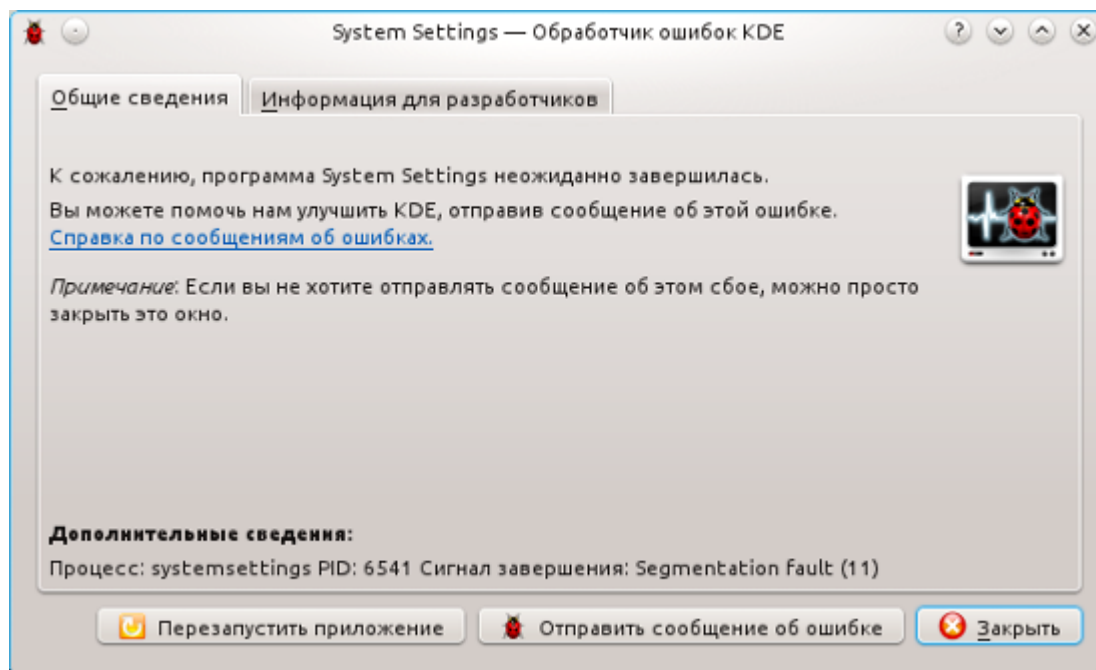 System Settings — Обработчик ошибок KDE
Общие сведения
Информация для разработчиков
К сожалению, программа System Settings неожиданно завершилась.
Вы можете помочь нам улучшить KDE, отправив сообщение об этой ошибке.
Справка по сообщениям об ошибках.
Примечание: Если вы не хотите отправлять сообщение об этом сбое, можно просто
закрыть это окно.
Дополнительные сведения:
Процесс: systemsettings PID: 6541 Сигнал завершения: Segmentation fault (11)
Перезапустить приложение
Отправить сообщение об ошибке
Закрыть